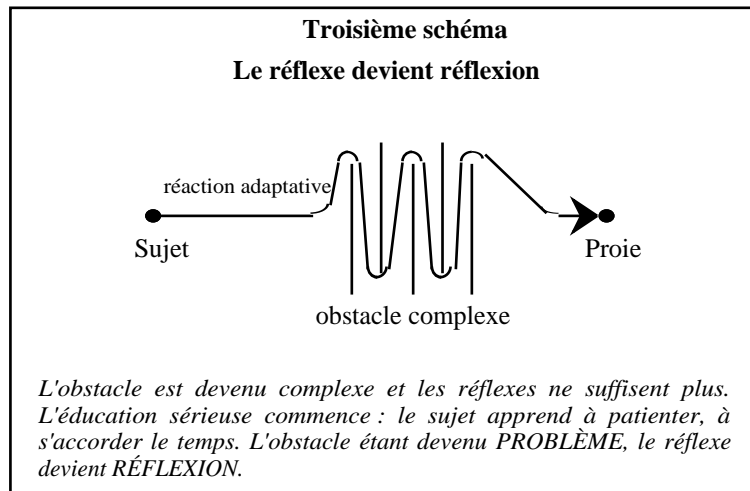 Troisième schéma
Le réflexe devient réflexion
réaction adaptative
Sujet
Proie
obstacle complexe
L'obstacle est devenu complexe et les réflexes ne suffisent plus.
L'éducation sérieuse commence : le sujet apprend à patienter, à
s'accorder le temps. L'obstacle étant devenu PROBLÈME, le réflexe
devient RÉFLEXION.